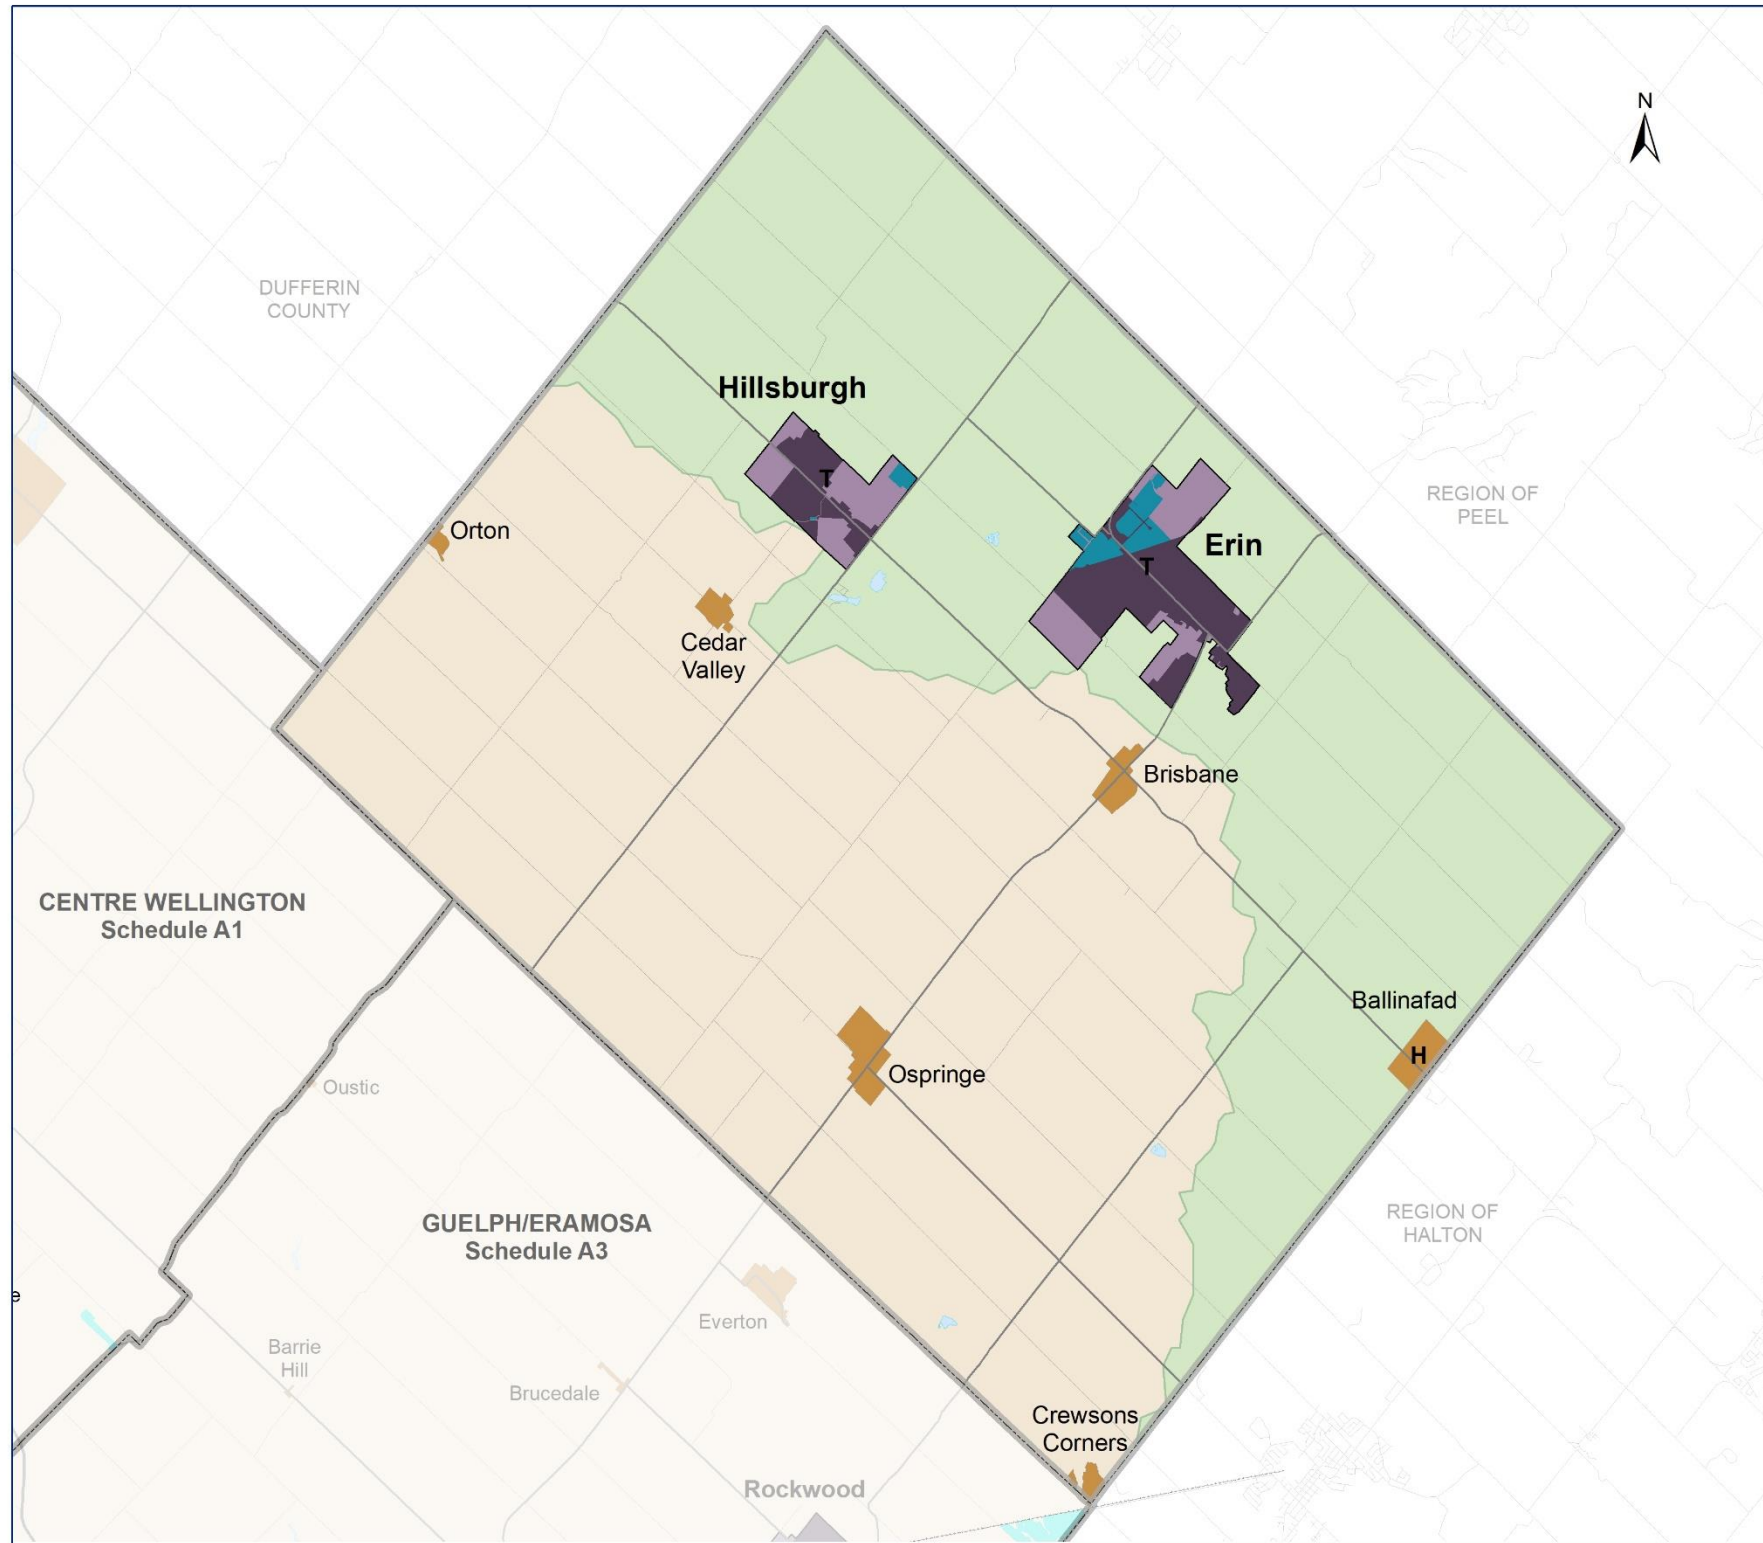 N
DUFFERIN
COUNTY
Hillsburgh
T
REGION OF
PEEL
Orton
Erin
T
Cedar
Valley
Brisbane
CENTRE WELLINGTON
Schedule A1
Ballinafad
H
Ospringe
Oustic
GUELPH/ERAMOSA
Schedule A3
REGION OF
HALTON
e
Everton
Barrie
Hill
Brucedale
Crewsons
Corners
Rockwood